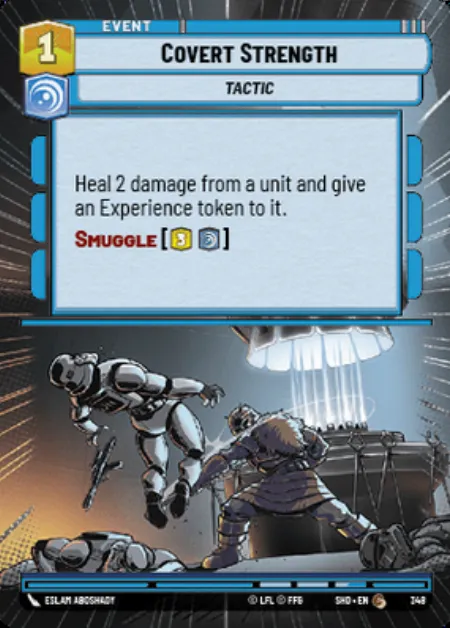 EVENT
1
COVERT STRENGTH
TACTIC
Heal 2 damage from a unit and give
an Experience token to it.
SMUGGLE [3 ]
ESLAM ABOSHADY
© LFL © FFG
SHD • EN
348